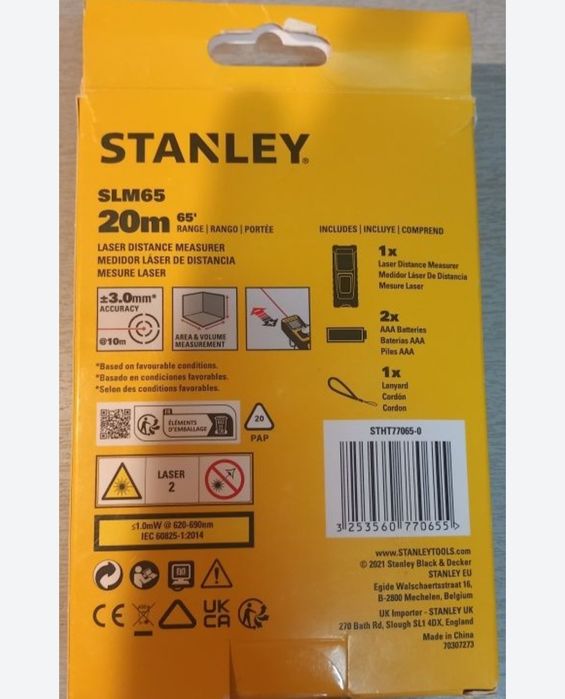 STANLEY®
SLM65
20m 65'
RANGE | RANGO | PORTÉE
LASER DISTANCE MEASURER
MEDIDOR LÁSER DE DISTANCIA
MESURE LASER
±3.0mm*
ACCURACY
@10m
AREA & VOLUME
MEASUREMENT
*Based on favourable conditions.
*Basado en condiciones favorables.
*Selon des conditions favorables.
FR
ÉLÉMENTS
D'EMBALLAGE
20
PAP
LASER
2
≤1.0mW @ 620-690nm
IEC 60825-1:2014
CE
UK
CA
INCLUDES | INCLUYE | COMPREND
1x
Laser Distance Measurer
Medidor Láser De Distancia
Mesure Laser
2x
AAA Batteries
Baterías AAA
Piles AAA
1x
Lanyard
Cordón
Cordon
STHT77065-0
3 253560 770655
www.STANLEYTOOLS.com
© 2021 Stanley Black & Decker
STANLEY EU
Egide Walschaertsstraat 16,
B-2800 Mechelen, Belgium
UK Importer - STANLEY UK
270 Bath Rd, Slough SL1 4DX, England
Made in China
70307273